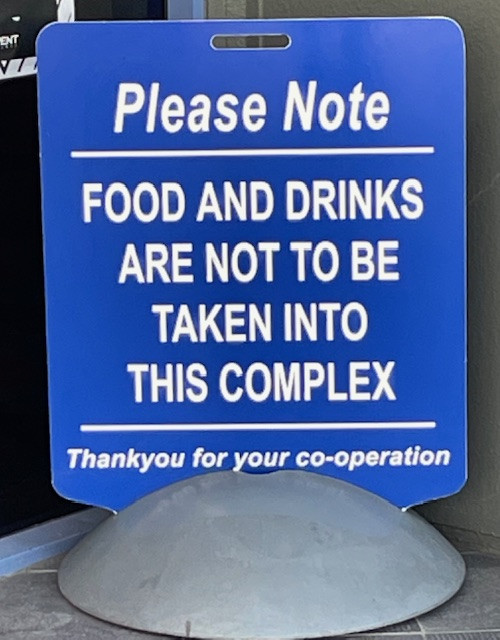 Please Note
FOOD AND DRINKS
ARE NOT TO BE
TAKEN INTO
THIS COMPLEX
Thankyou for your co-operation